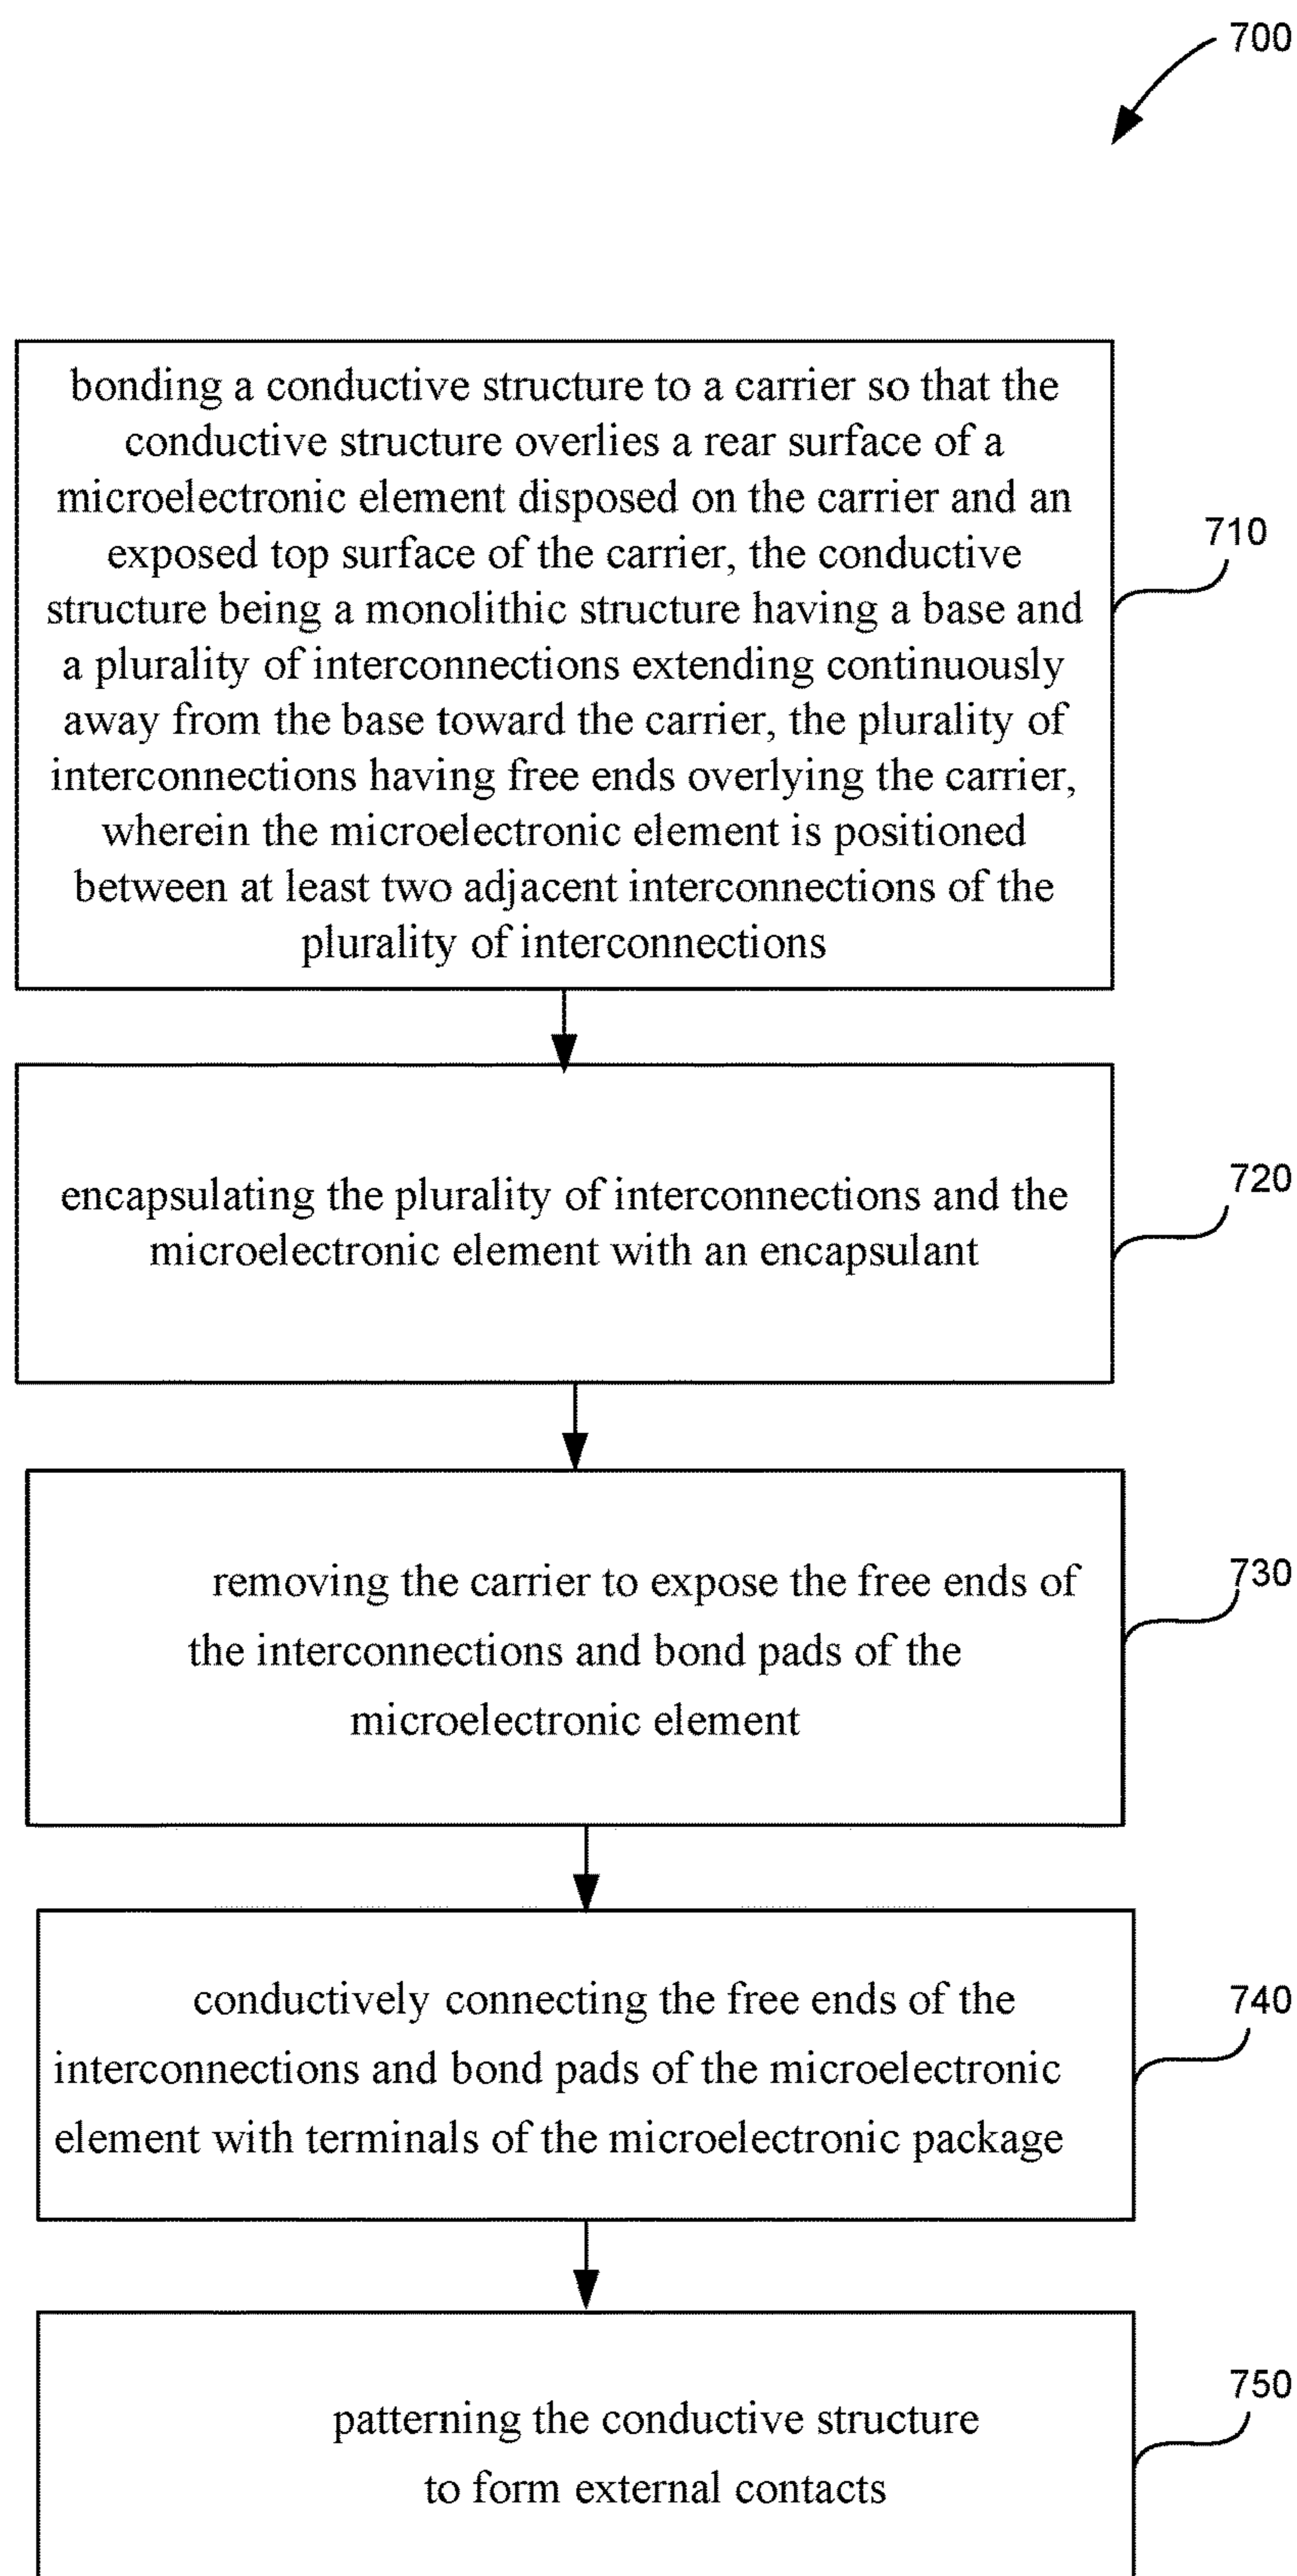 700
bonding a conductive structure to a carrier so that the
conductive structure overlies a rear surface of a
microelectronic element disposed on the carrier and an
exposed top surface of the carrier, the conductive
structure being a monolithic structure having a base and
a plurality of interconnections extending continuously
away from the base toward the carrier, the plurality of
interconnections having free ends overlying the carrier,
wherein the microelectronic element is positioned
between at least two adjacent interconnections of the
plurality of interconnections
710
encapsulating the plurality of interconnections and the
microelectronic element with an encapsulant
720
removing the carrier to expose the free ends of
the interconnections and bond pads of the
microelectronic element
730
conductively connecting the free ends of the
interconnections and bond pads of the microelectronic
element with terminals of the microelectronic package
740
patterning the conductive structure
to form external contacts
750